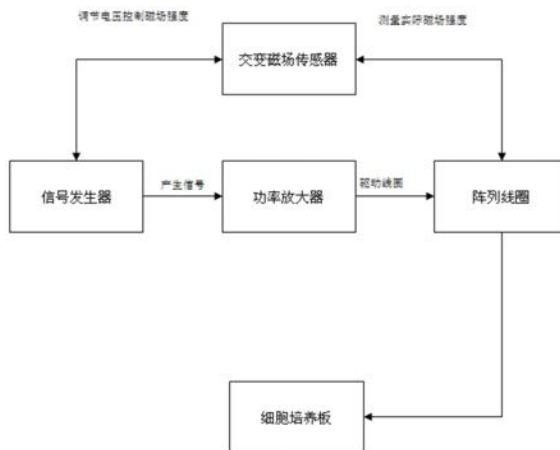 调节电压控制磁场强度
测量实际磁场强度
交变磁场传感器
信号发生器
产生信号
功率放大器
驱动线圈
阵列线圈
细胞培养板